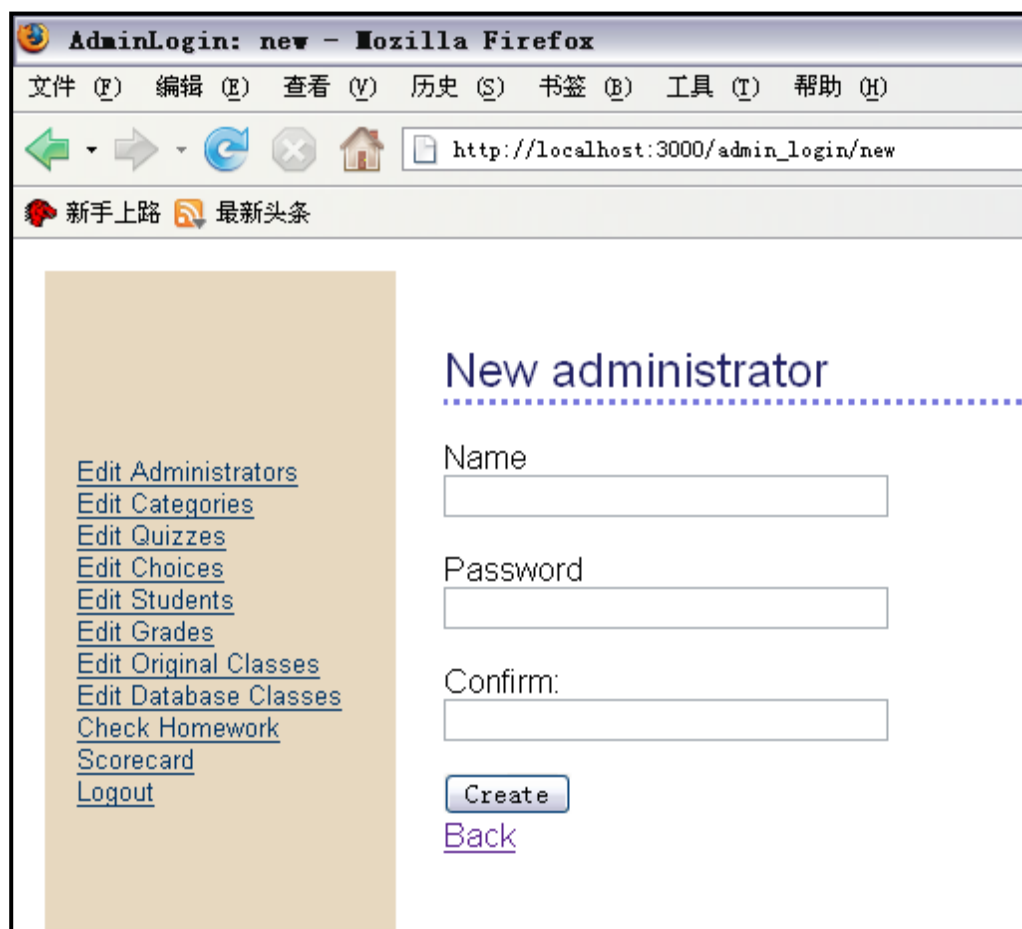 AdminLogin: new - Mozilla Firefox
文件 (F) 编辑 (E) 查看 (V) 历史 (S) 书签 (B) 工具 (T) 帮助 (H)
http://localhost:3000/admin_login/new
新手上路 最新头条
New administrator
Name
Password
Confirm:
Create
Back
Edit Administrators
Edit Categories
Edit Quizzes
Edit Choices
Edit Students
Edit Grades
Edit Original Classes
Edit Database Classes
Check Homework
Scorecard
Logout